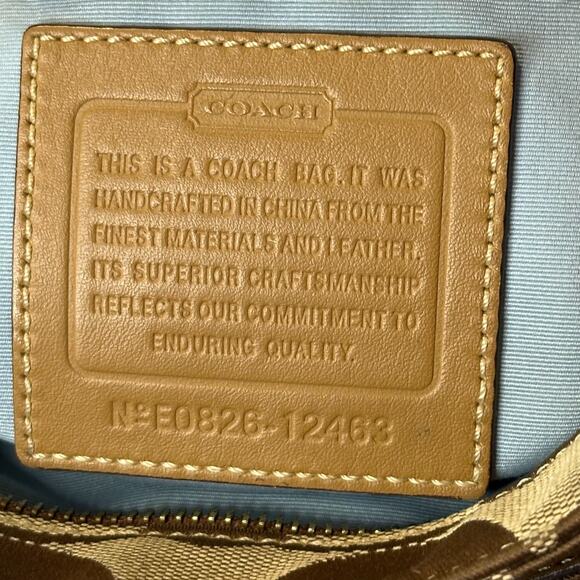 COACH
THIS IS A COACH BAG. IT WAS
HANDCRAFTED IN CHINA FROM THE
FINEST MATERIALS AND LEATHER.
ITS SUPERIOR CRAFTSMANSHIP
REFLECTS OUR COMMITMENT TO
ENDURING QUALITY.
Nº E0826-12463